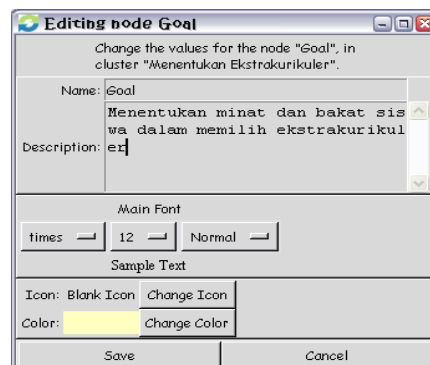 Editing node Goal
Change the values for the node "Goal", in
cluster "Menentukan Ekstrakurikuler".
Name: Goal
Menentukan minat dan bakat sis
wa dalam memilih ekstrakurikul
Description: er
Main Font
times 12 Normal
Sample Text
Icon: Blank Icon Change Icon
Color: Change Color
Save Cancel